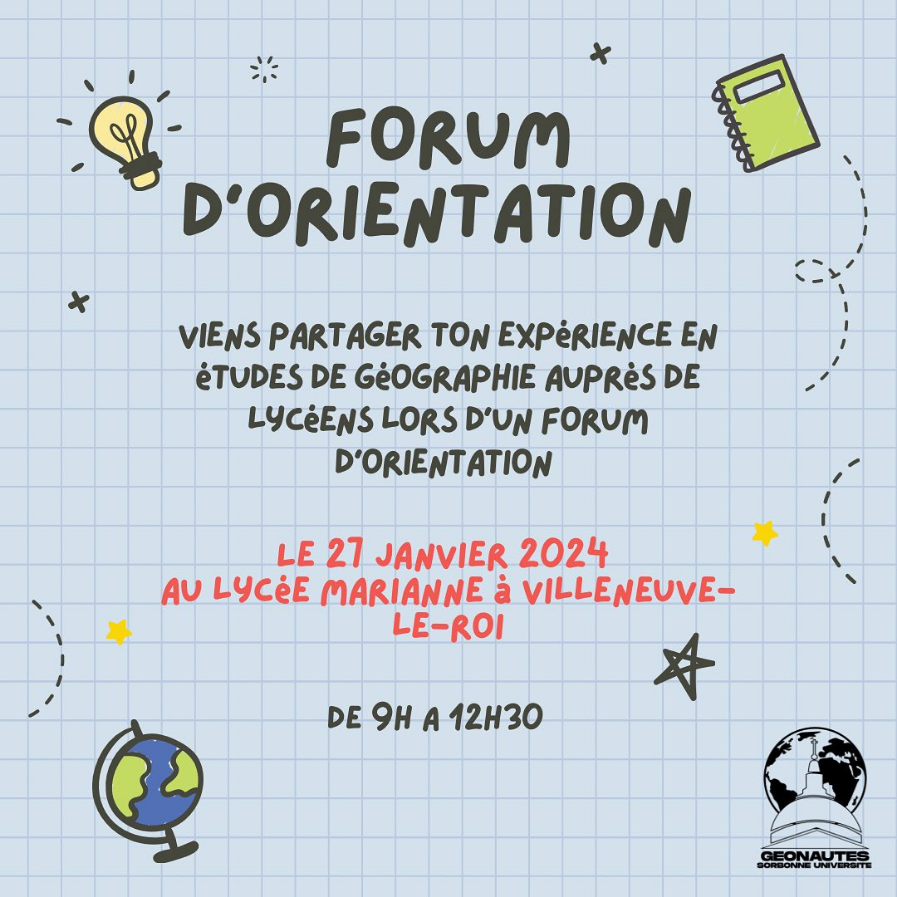 FORUM
D'ORIENTATION
VIENS PARTAGER TON EXPÉRIENCE EN
ÉTUDES DE GÉOGRAPHIE AUPRÈS DE
LYCÉENS LORS D'UN FORUM
D'ORIENTATION
LE 27 JANVIER 2024
AU LYCÉE MARIANNE à VILLENEUVE-
LE-ROI
DE 9H A 12H30
GEONAUTES
SORBONNE UNIVERSITE